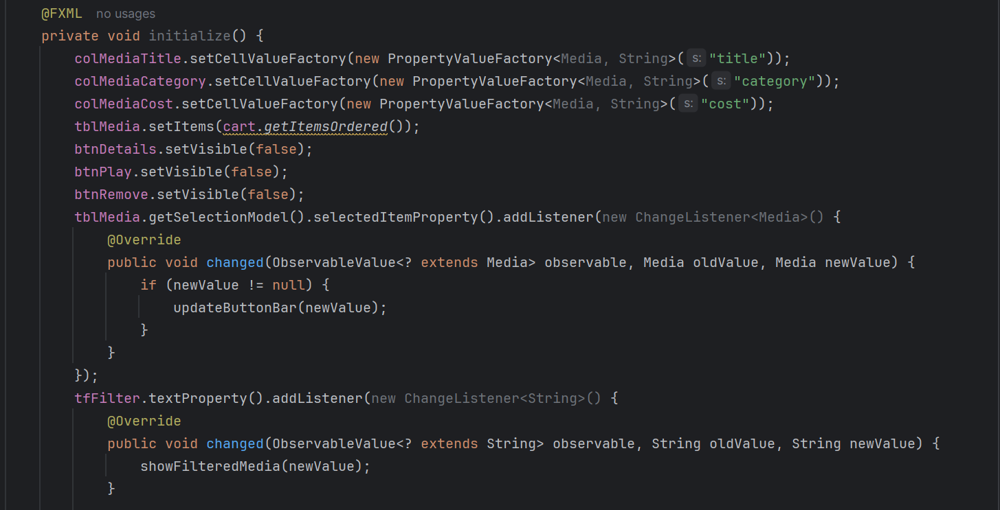 @FXML no usages
private void initialize() {
    colMediaTitle.setCellValueFactory(new PropertyValueFactory<Media, String>( s: "title"));
    colMediaCategory.setCellValueFactory(new PropertyValueFactory<Media, String>( s: "category"));
    colMediaCost.setCellValueFactory(new PropertyValueFactory<Media, String>( s: "cost"));
    tblMedia.setItems(cart.getItemsOrdered());
    btnDetails.setVisible(false);
    btnPlay.setVisible(false);
    btnRemove.setVisible(false);
    tblMedia.getSelectionModel().selectedItemProperty().addListener(new ChangeListener<Media>() {
        @Override
        public void changed(ObservableValue<? extends Media> observable, Media oldValue, Media newValue) {
            if (newValue != null) {
                updateButtonBar(newValue);
            }
        }
    });
    tfFilter.textProperty().addListener(new ChangeListener<String>() {
        @Override
        public void changed(ObservableValue<? extends String> observable, String oldValue, String newValue) {
            showFilteredMedia(newValue);
        }